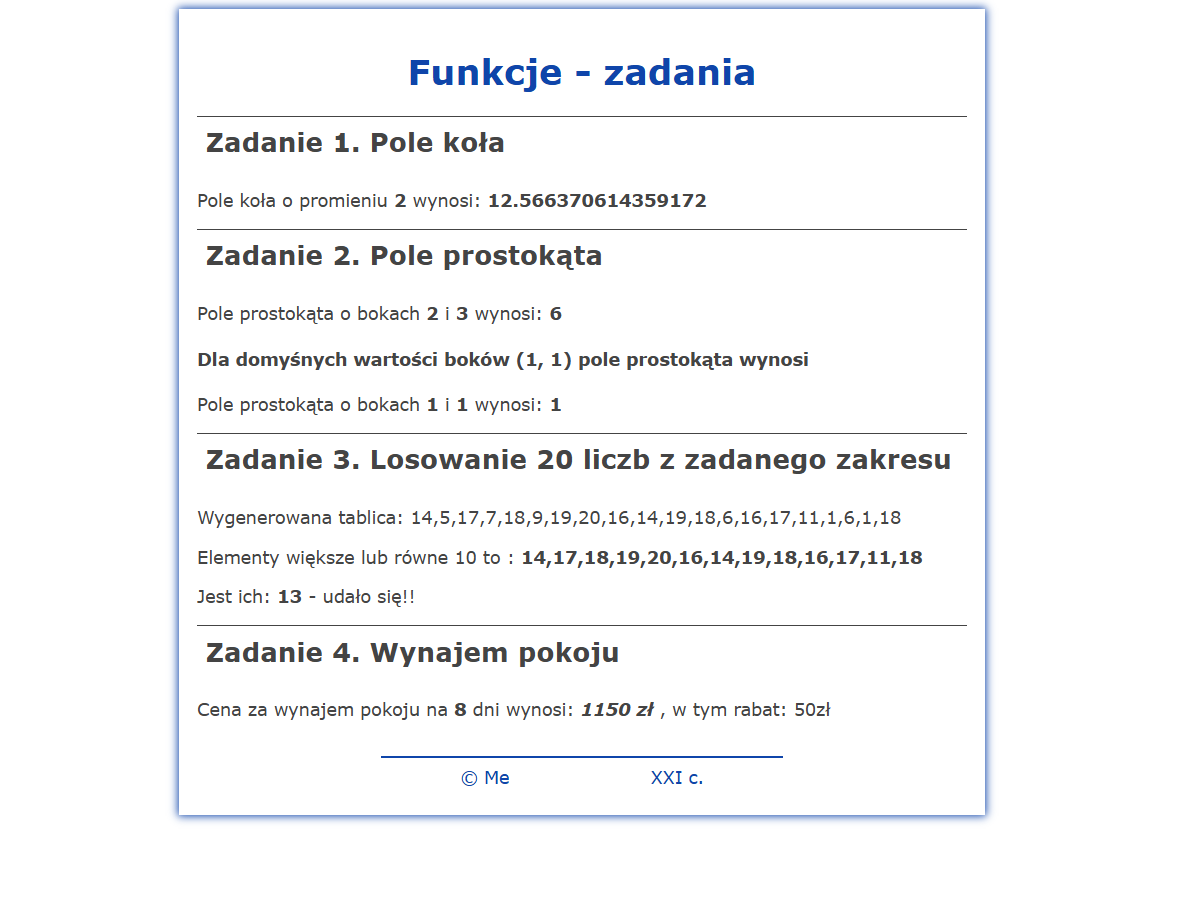 Funkcje - zadania
Zadanie 1. Pole koła
Pole koła o promieniu 2 wynosi: 12.566370614359172
Zadanie 2. Pole prostokąta
Pole prostokąta o bokach 2 i 3 wynosi: 6
Dla domyśnych wartości boków (1, 1) pole prostokąta wynosi
Pole prostokąta o bokach 1 i 1 wynosi: 1
Zadanie 3. Losowanie 20 liczb z zadanego zakresu
Wygenerowana tablica: 14,5,17,7,18,9,19,20,16,14,19,18,6,16,17,11,1,6,1,18
Elementy większe lub równe 10 to : 14,17,18,19,20,16,14,19,18,16,17,11,18
Jest ich: 13 - udało się!!
Zadanie 4. Wynajem pokoju
Cena za wynajem pokoju na 8 dni wynosi: 1150 zł , w tym rabat: 50zł
© Me XXI c.